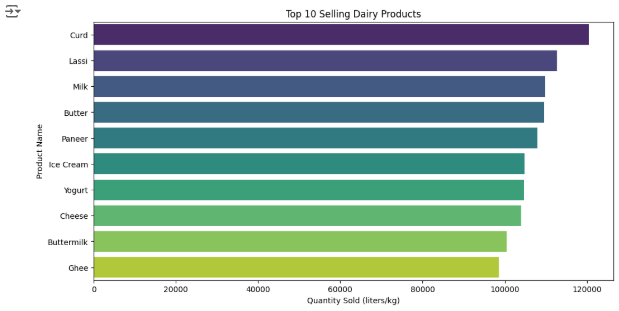 Top 10 Selling Dairy Products
Product Name
Curd
Lassi
Milk
Butter
Paneer
Ice Cream
Yogurt
Cheese
Buttermilk
Ghee
0 20000 40000 60000 80000 100000 120000
Quantity Sold (liters/kg)